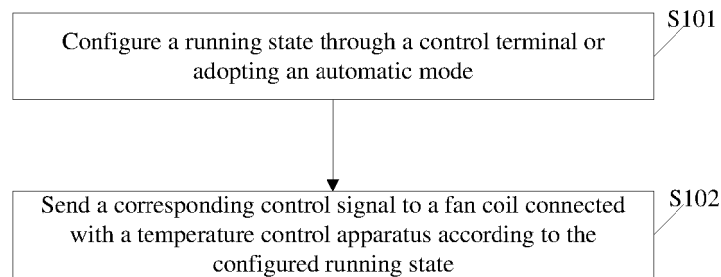 S101
Configure a running state through a control terminal or
adopting an automatic mode
S102
Send a corresponding control signal to a fan coil connected
with a temperature control apparatus according to the
configured running state